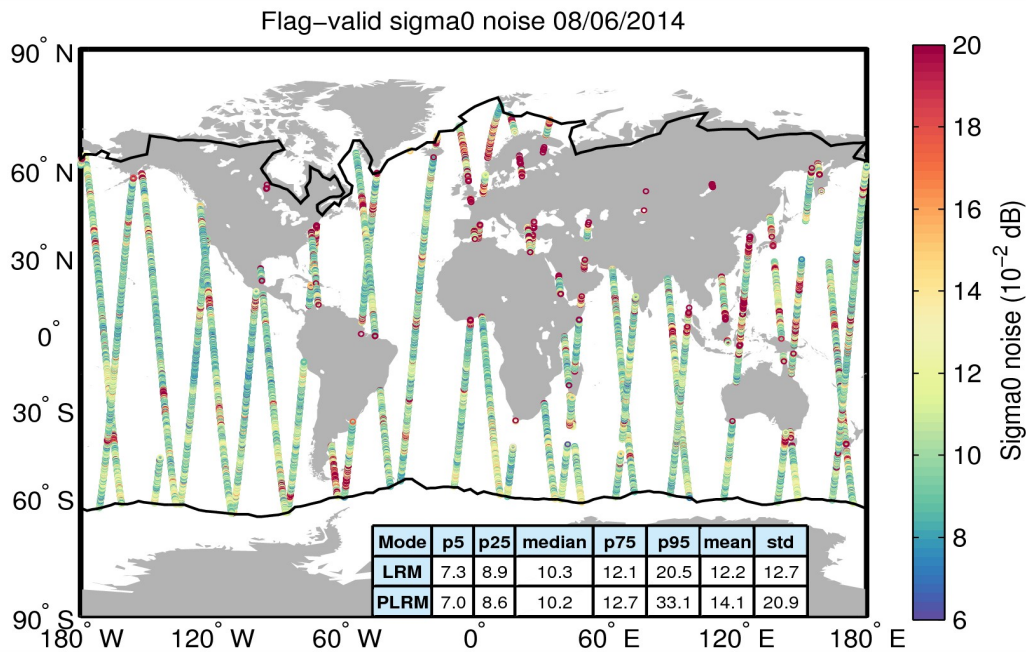 Flag−valid sigma0 noise 08/06/2014
90° N
60° N
30° N
0°
30° S
60° S
90° S
180° W 120° W 60° W 0° 60° E 120° E 180° E
Mode p5 p25 median p75 p95 mean std
LRM 7.3 8.9 10.3 12.1 20.5 12.2 12.7
PLRM 7.0 8.6 10.2 12.7 33.1 14.1 20.9
20
18
16
14
12
10
8
6
Sigma0 noise (10⁻² dB)